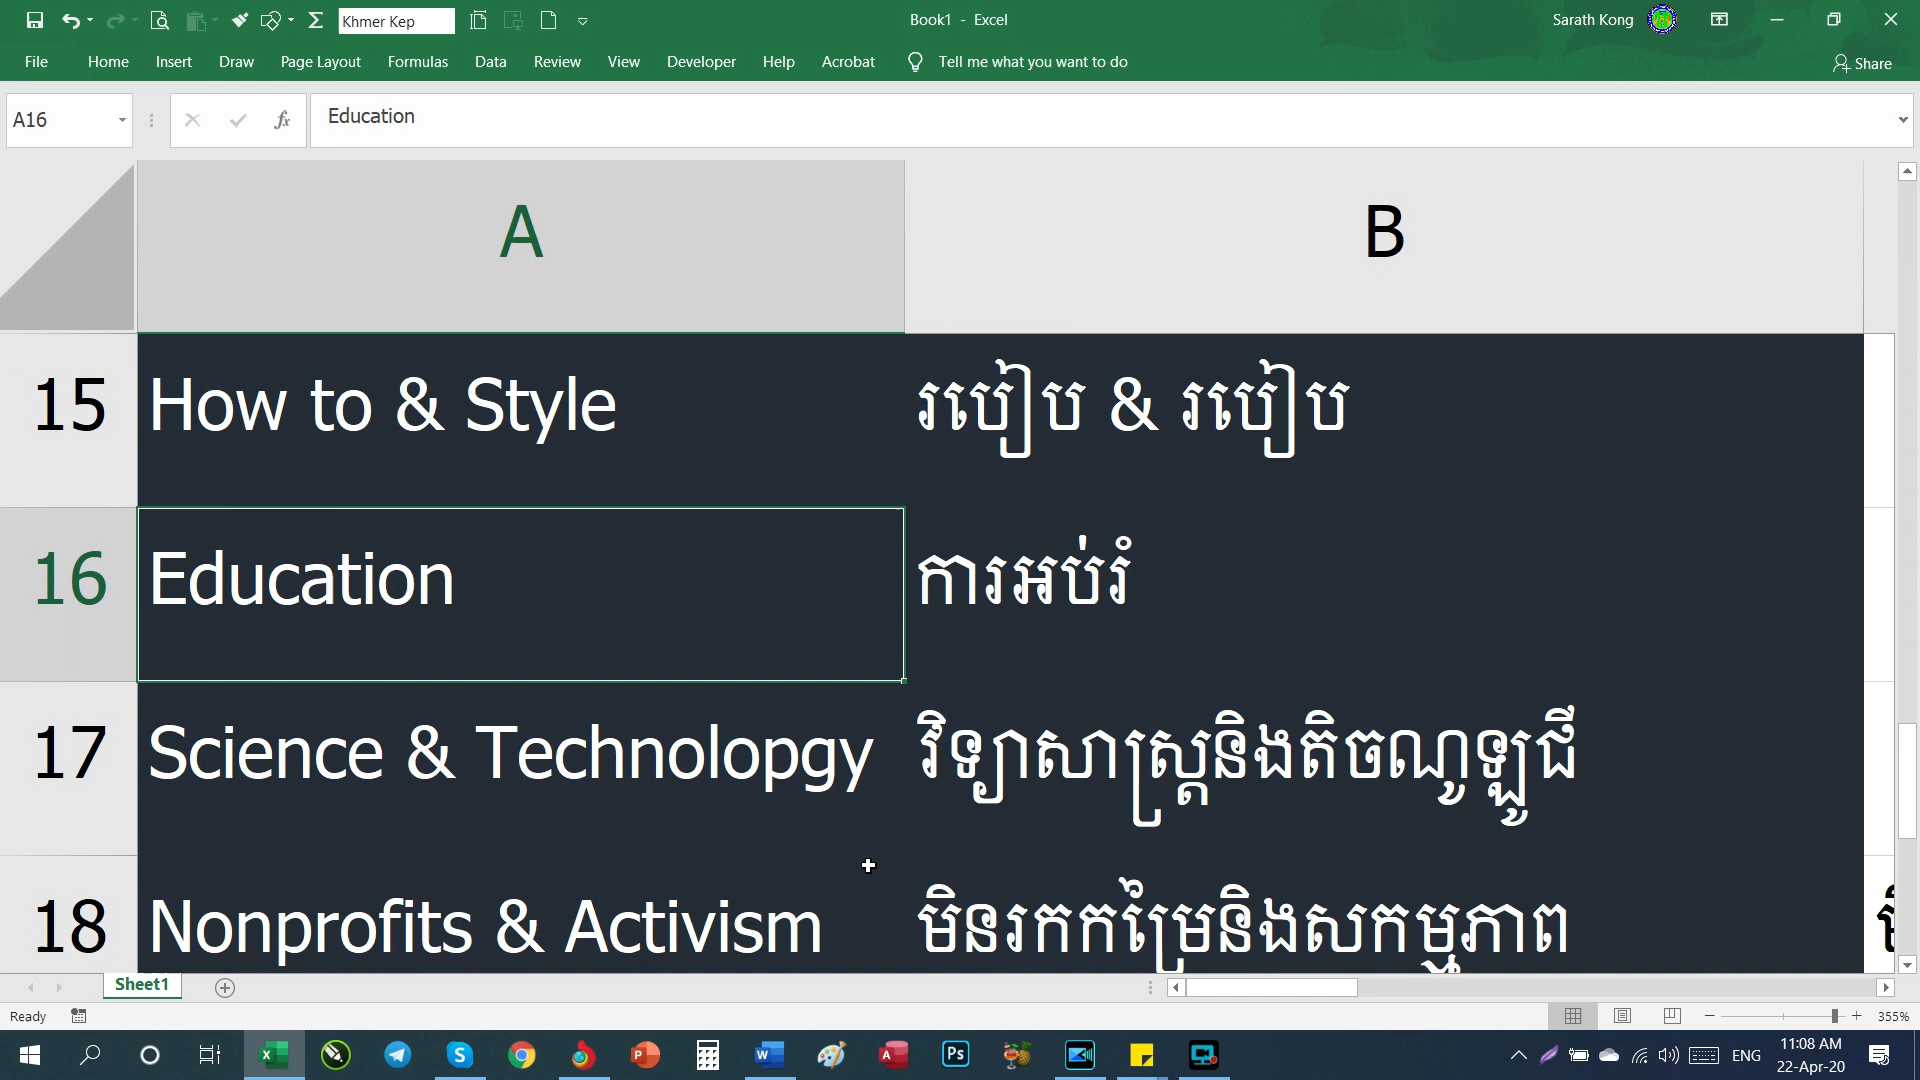 Khmer Kep
Book1 - Excel
Sarath Kong
File Home Insert Draw Page Layout Formulas Data Review View Developer Help Acrobat Tell me what you want to do Share
A16
fx
Education
A B
15 How to & Style របៀប & របៀប
16 Education ការអប់រំ
17 Science & Technolopgy វិទ្យាសាស្ត្រនិងតិចណូឡូជី
18 Nonprofits & Activism មិនរកកម្រៃនិងសកម្មភាព
Sheet1
Ready
355%
ENG
11:08 AM
22-Apr-20